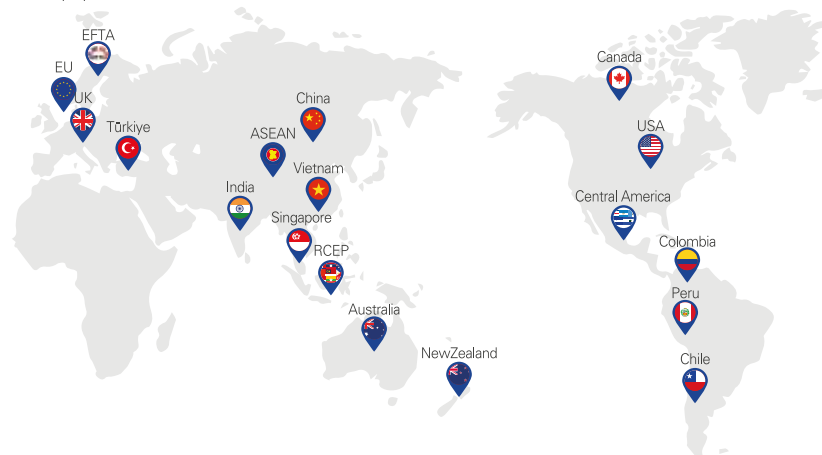 EFTA
EU
UK
Türkiye
China
ASEAN
Vietnam
India
Singapore
RCEP
Australia
NewZealand
Canada
USA
Central America
Colombia
Peru
Chile